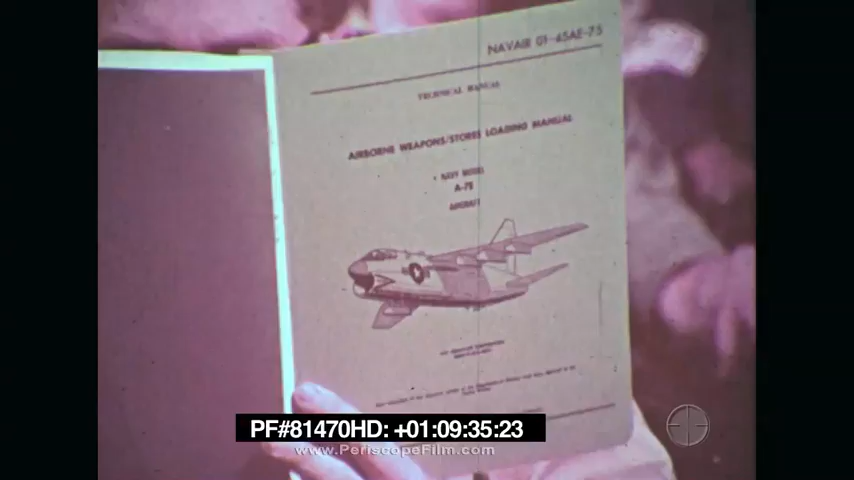 NAVAIR 01-45AE-75
TECHNICAL MANUAL
AIRBORNE WEAPONS/STORES LOADING MANUAL
NAVY MODEL
A-7E
AIRCRAFT
PF#81470HD: +01:09:35:23
www.PeriscopeFilm.com